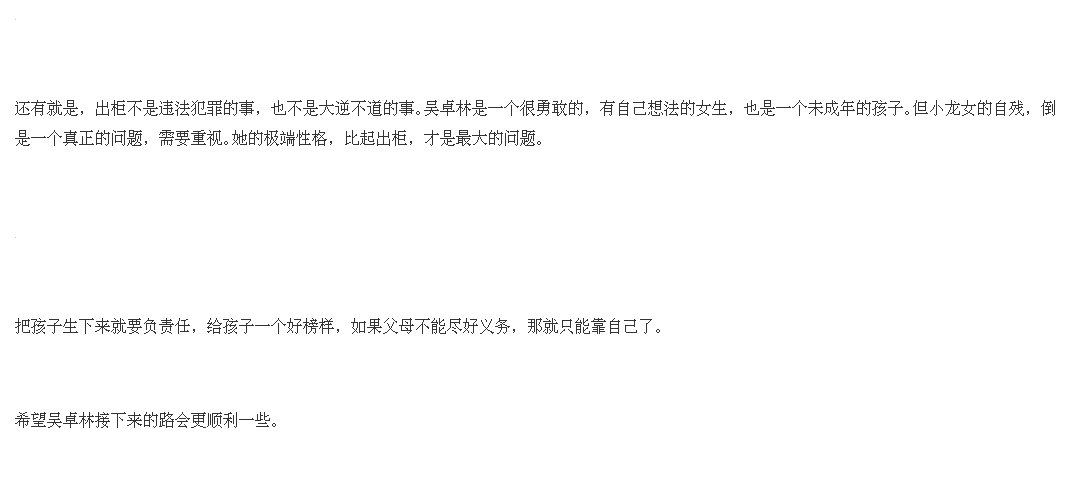 还有就是，出柜不是违法犯罪的事，也不是大逆不道的事。吴卓林是一个很勇敢的，有自己想法的女生，也是一个未成年的孩子。但小龙女的自残，倒
是一个真正的问题，需要重视。她的极端性格，比起出柜，才是最大的问题。
把孩子生下来就要负责任，给孩子一个好榜样，如果父母不能尽好义务，那就只能靠自己了。
希望吴卓林接下来的路会更顺利一些。